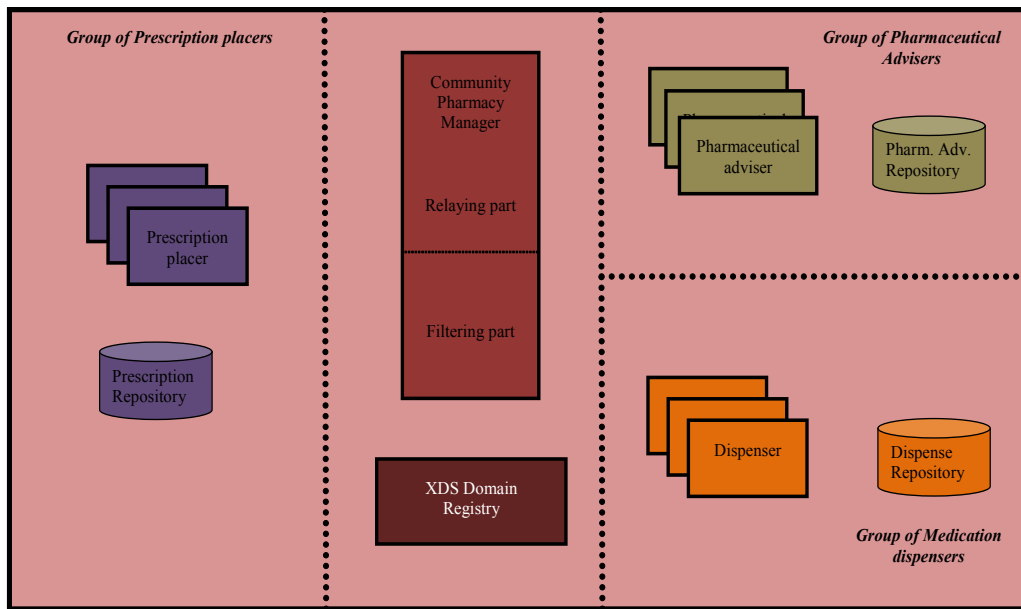 Group of Prescription placers
Prescription
placer
Prescription
Repository
Community
Pharmacy
Manager
Relaying part
Filtering part
XDS Domain
Registry
Group of Pharmaceutical
Advisers
Pharmaceutical
adviser
Pharm. Adv.
Repository
Dispenser
Dispense
Repository
Group of Medication
dispensers